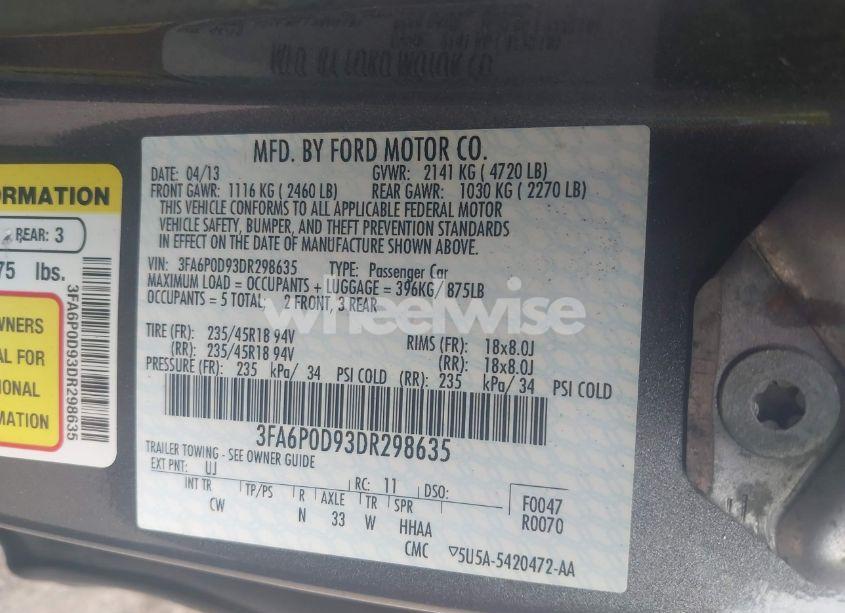 MFD. BY FORD MOTOR CO.
DATE: 04/13 GVWR: 2141 KG ( 4720 LB)
FRONT GAWR: 1116 KG ( 2460 LB) REAR GAWR: 1030 KG ( 2270 LB)
THIS VEHICLE CONFORMS TO ALL APPLICABLE FEDERAL MOTOR
VEHICLE SAFETY, BUMPER, AND THEFT PREVENTION STANDARDS
IN EFFECT ON THE DATE OF MANUFACTURE SHOWN ABOVE.
VIN: 3FA6P0D93DR298635 TYPE: Passenger Car
MAXIMUM LOAD = OCCUPANTS + LUGGAGE = 396KG/ 875LB
OCCUPANTS = 5 TOTAL, 2 FRONT, 3 REAR
wheelwise
TIRE (FR): 235/45R18 94V RIMS (FR): 18x8.0J
(RR): 235/45R18 94V (RR): 18x8.0J
PRESSURE (FR): 235 kPa/ 34 PSI COLD (RR): 235 kPa/ 34 PSI COLD
3FA6P0D93DR298635
TRAILER TOWING - SEE OWNER GUIDE
EXT PNT: UJ RC: 11 DSO:
INT TR TP/PS R AXLE TR SPR F0047
CW N 33 W HHAA R0070
CMC ▽5U5A-5420472-AA
ORMATION
REAR: 3
75 lbs.
WNERS
AL FOR
IONAL
RMATION
3FA6P0D93DR298635